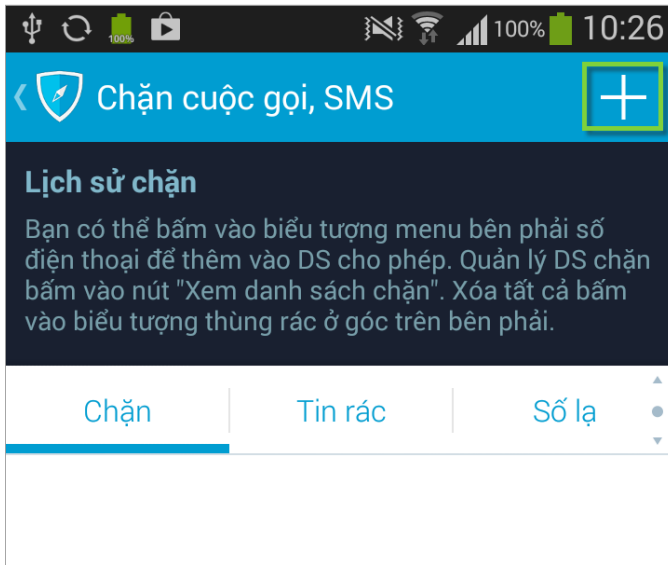 100% 100% 10:26
Chặn cuộc gọi, SMS
Lịch sử chặn
Bạn có thể bấm vào biểu tượng menu bên phải số
điện thoại để thêm vào DS cho phép. Quản lý DS chặn
bấm vào nút "Xem danh sách chặn". Xóa tất cả bấm
vào biểu tượng thùng rác ở góc trên bên phải.
Chặn Tin rác Số lạ